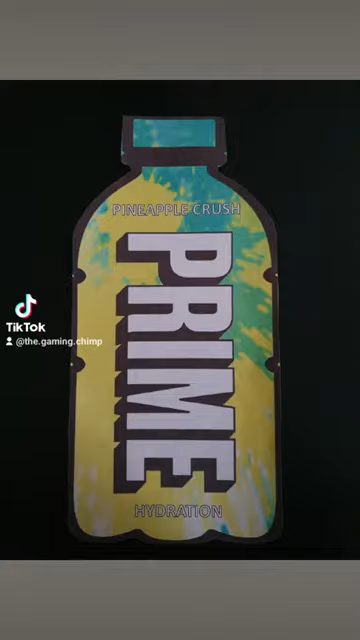 PINEAPPLE CRUSH
PRIME
HYDRATION
TikTok
@the.gaming.chimp